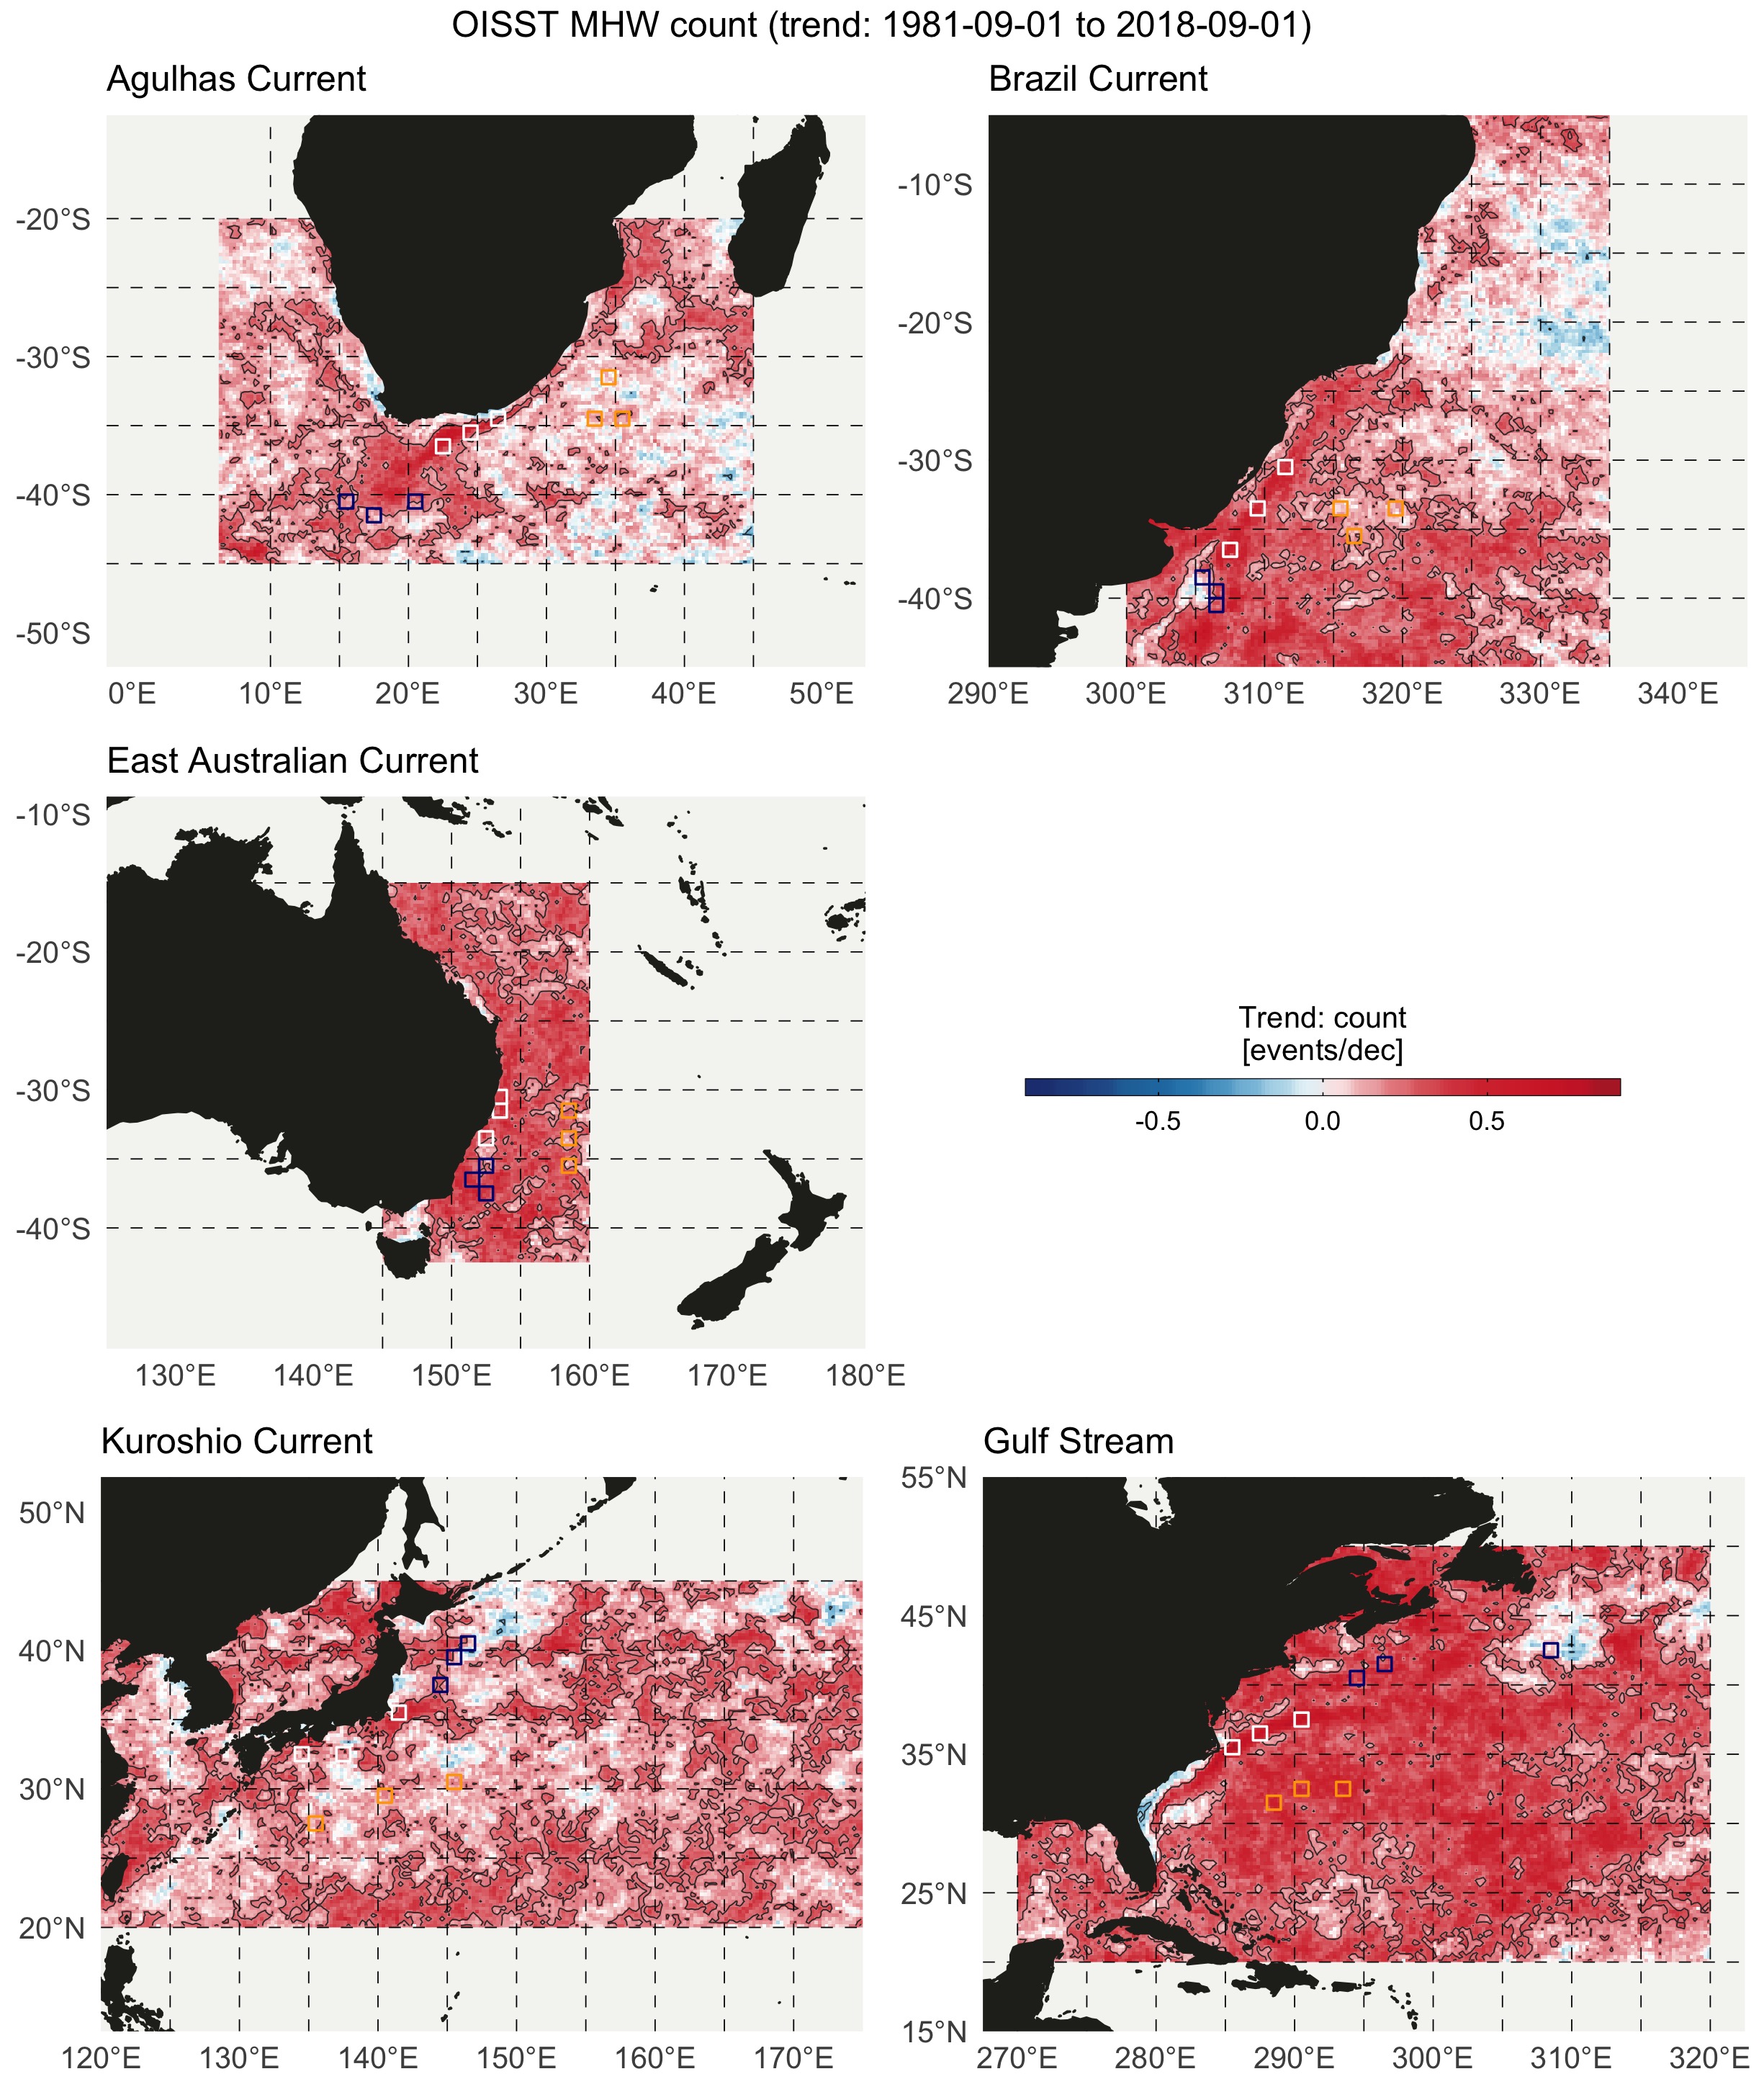 OISST MHW count (trend: 1981-09-01 to 2018-09-01)
Agulhas Current
-20°S
-30°S
-40°S
-50°S
0°E 10°E 20°E 30°E 40°E 50°E
Brazil Current
-10°S
-20°S
-30°S
-40°S
290°E 300°E 310°E 320°E 330°E 340°E
East Australian Current
-10°S
-20°S
-30°S
-40°S
130°E 140°E 150°E 160°E 170°E 180°E
Trend: count
[events/dec]
-0.5 0.0 0.5
Kuroshio Current
50°N
40°N
30°N
20°N
120°E 130°E 140°E 150°E 160°E 170°E
Gulf Stream
55°N
45°N
35°N
25°N
15°N
270°E 280°E 290°E 300°E 310°E 320°E